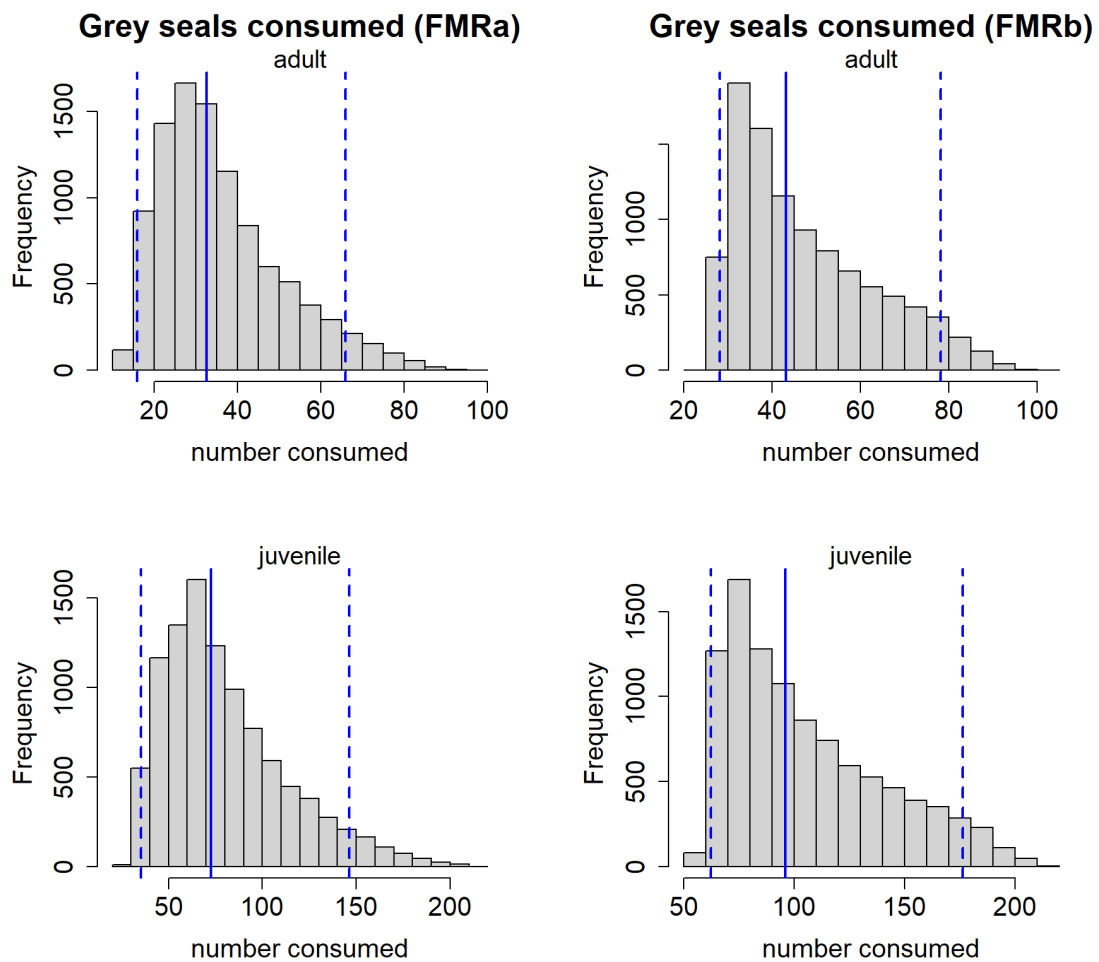 Grey seals consumed (FMRa)
adult
Frequency
0 500 1000 1500
20 40 60 80 100
number consumed
Grey seals consumed (FMRb)
adult
Frequency
0 500 1000
20 40 60 80 100
number consumed
juvenile
Frequency
0 500 1000 1500
50 100 150 200
number consumed
juvenile
Frequency
0 500 1000 1500
50 100 150 200
number consumed